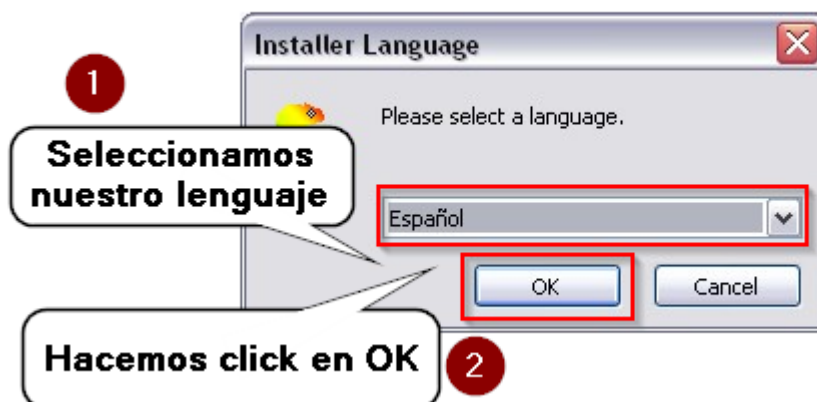 Installer Language
1
Please select a language.
Seleccionamos
nuestro lenguaje
Español
OK
Cancel
Hacemos click en OK
2